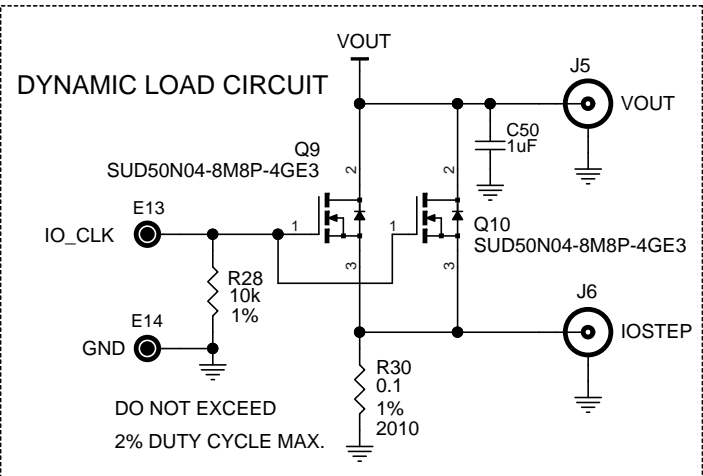 VOUT
DYNAMIC LOAD CIRCUIT
J5
VOUT
C50
1uF
Q9
SUD50N04-8M8P-4GE3
2
2
E13
IO_CLK
1
1
Q10
SUD50N04-8M8P-4GE3
3
3
R28
10k
1%
E14
GND
J6
IOSTEP
R30
0.1
1%
2010
DO NOT EXCEED
2% DUTY CYCLE MAX.